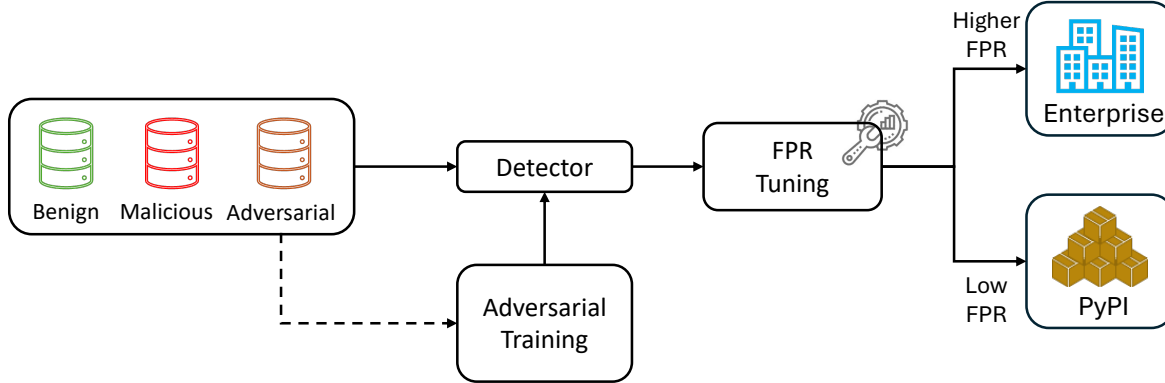 Benign
Malicious
Adversarial
Detector
Adversarial
Training
FPR
Tuning
Higher
FPR
Enterprise
Low
FPR
PyPI